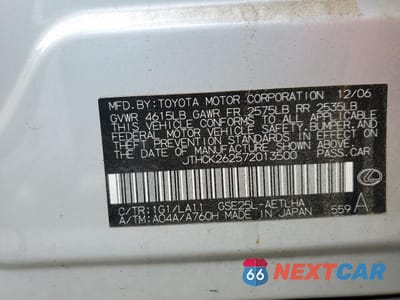 MFD.BY:TOYOTA MOTOR CORPORATION 12/06
GVWR 4615LB GAWR FR 2575LB RR 2535LB
THIS VEHICLE CONFORMS TO ALL APPLICABLE
FEDERAL MOTOR VEHICLE SAFETY,BUMPER,AND
THEFT PREVENTION STANDARDS IN EFFECT ON
THE DATE OF MANUFACTURE SHOWN ABOVE.
JTHCK262572013500 PASS.CAR
C/TR:1G1/LA11 GSE25L-AETLHA
TM/A:A04A/A760H MADE IN JAPAN 559 A
66 NEXTCAR